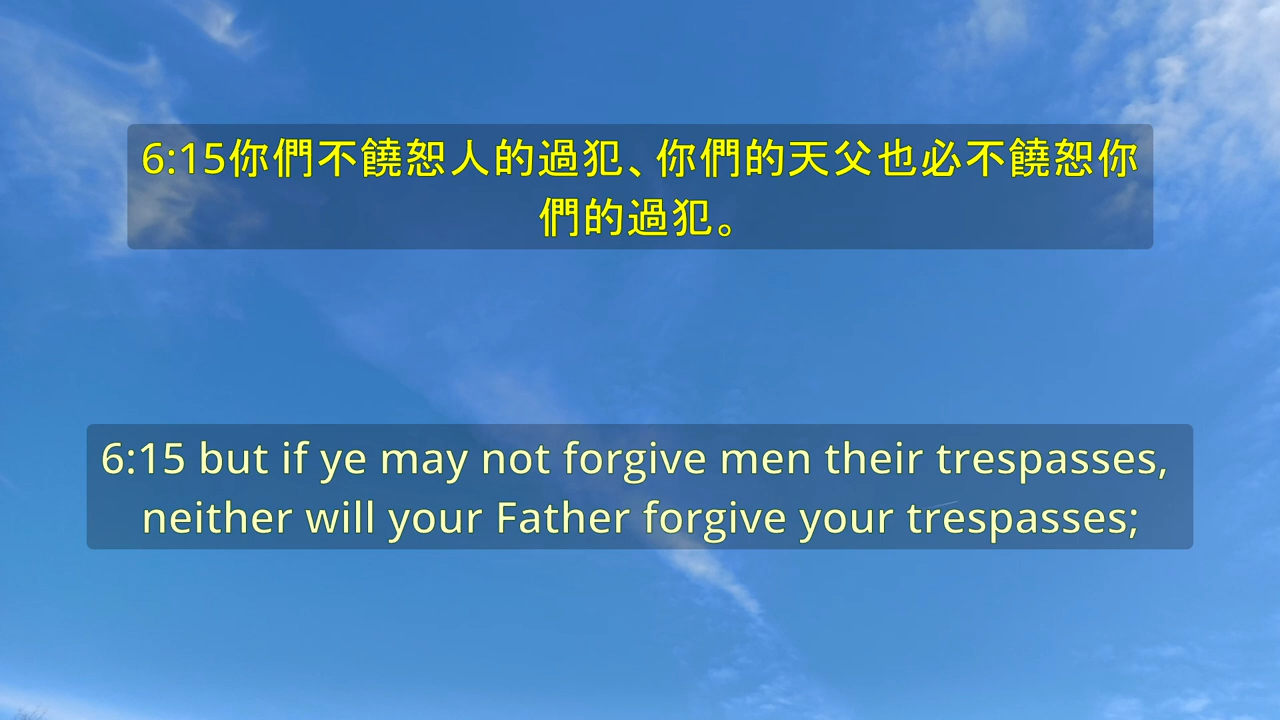 6:15你們不饒恕人的過犯、你們的天父也必不饒恕你
們的過犯。
6:15 but if ye may not forgive men their trespasses,
neither will your Father forgive your trespasses;